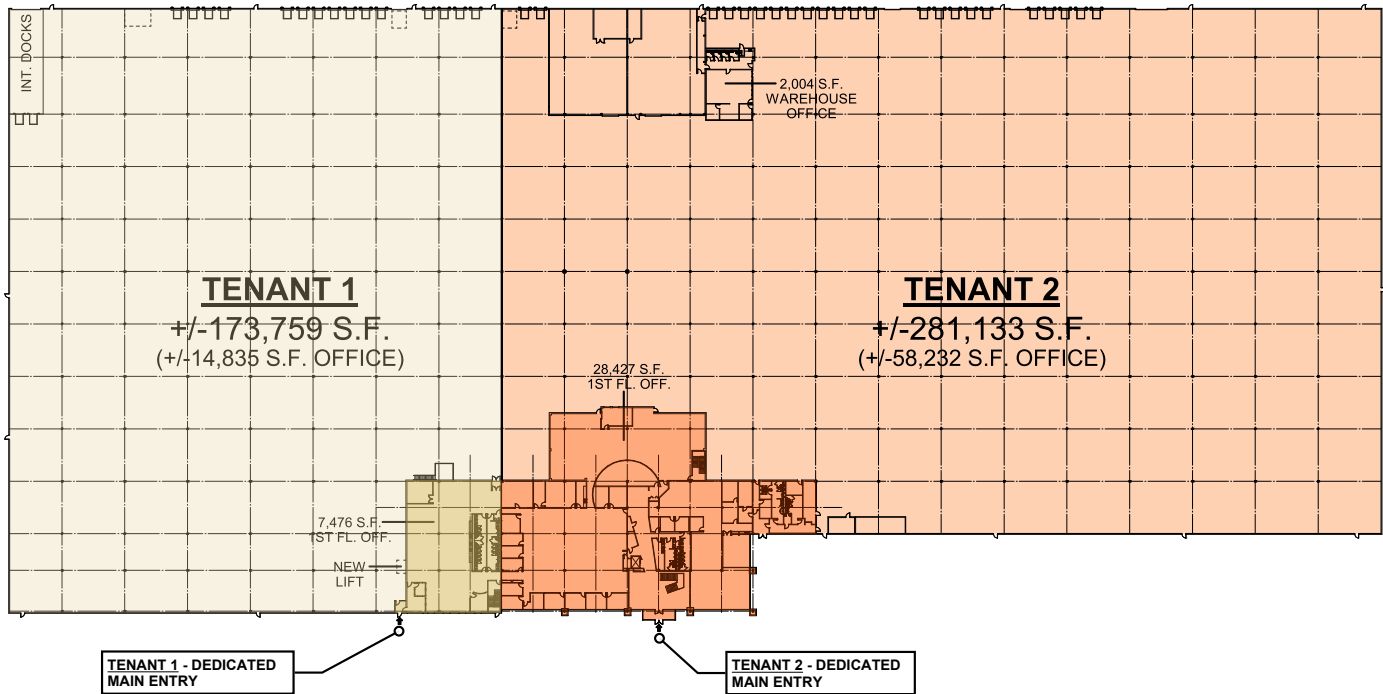 INT. DOCKS
2,004 S.F.
WAREHOUSE
OFFICE
TENANT 1
+/-173,759 S.F.
(+/-14,835 S.F. OFFICE)
TENANT 2
+/-281,133 S.F.
(+/-58,232 S.F. OFFICE)
28,427 S.F.
1ST FL. OFF.
7,476 S.F.
1ST FL. OFF.
NEW
LIFT
TENANT 1 - DEDICATED
MAIN ENTRY
TENANT 2 - DEDICATED
MAIN ENTRY